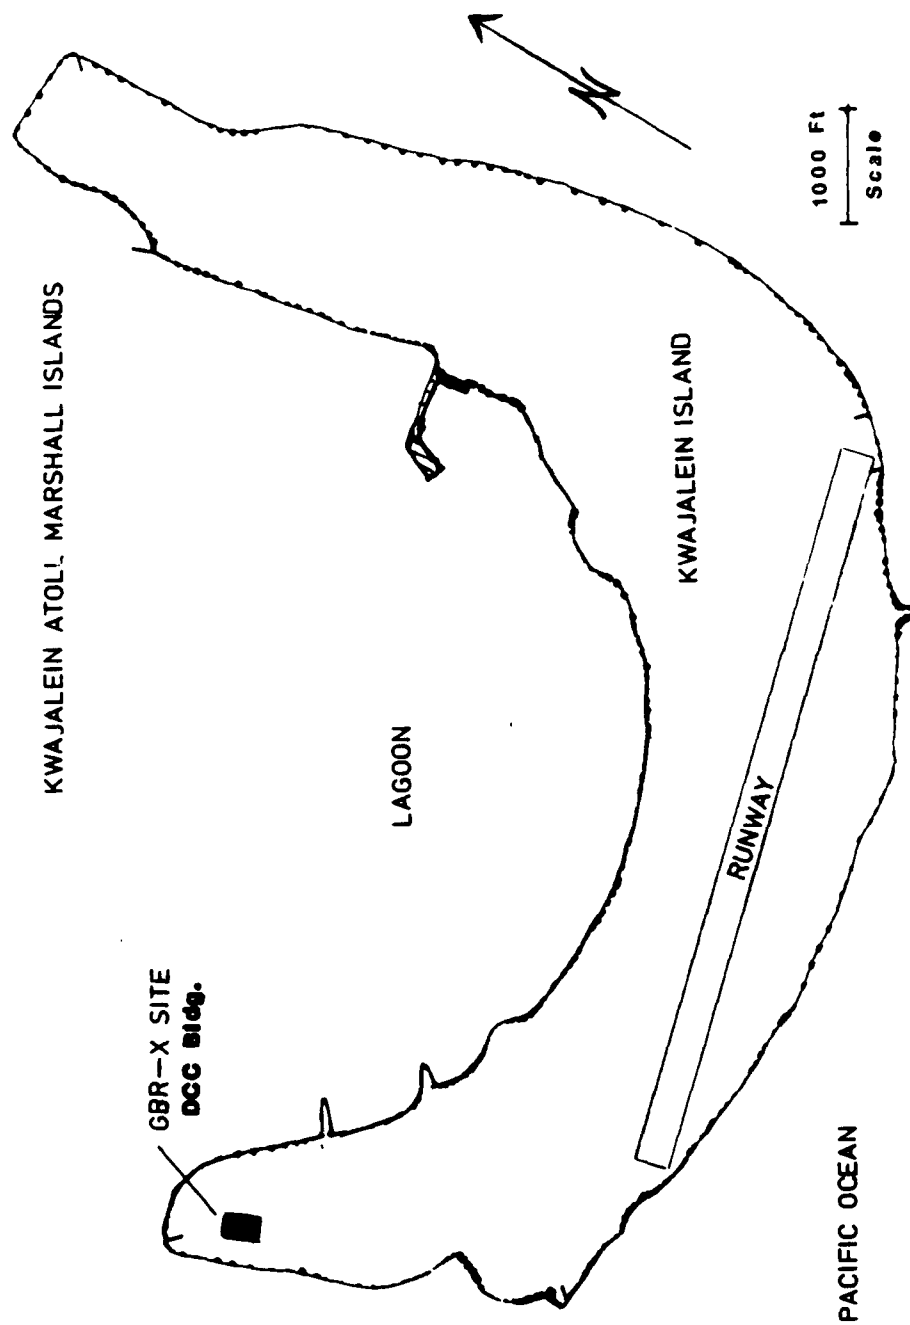 KWAJALEIN ATOLL MARSHALL ISLANDS
GBR-X SITE
DCC Bldg.
LAGOON
KWAJALEIN ISLAND
RUNWAY
PACIFIC OCEAN
N
1000 Ft
Scale